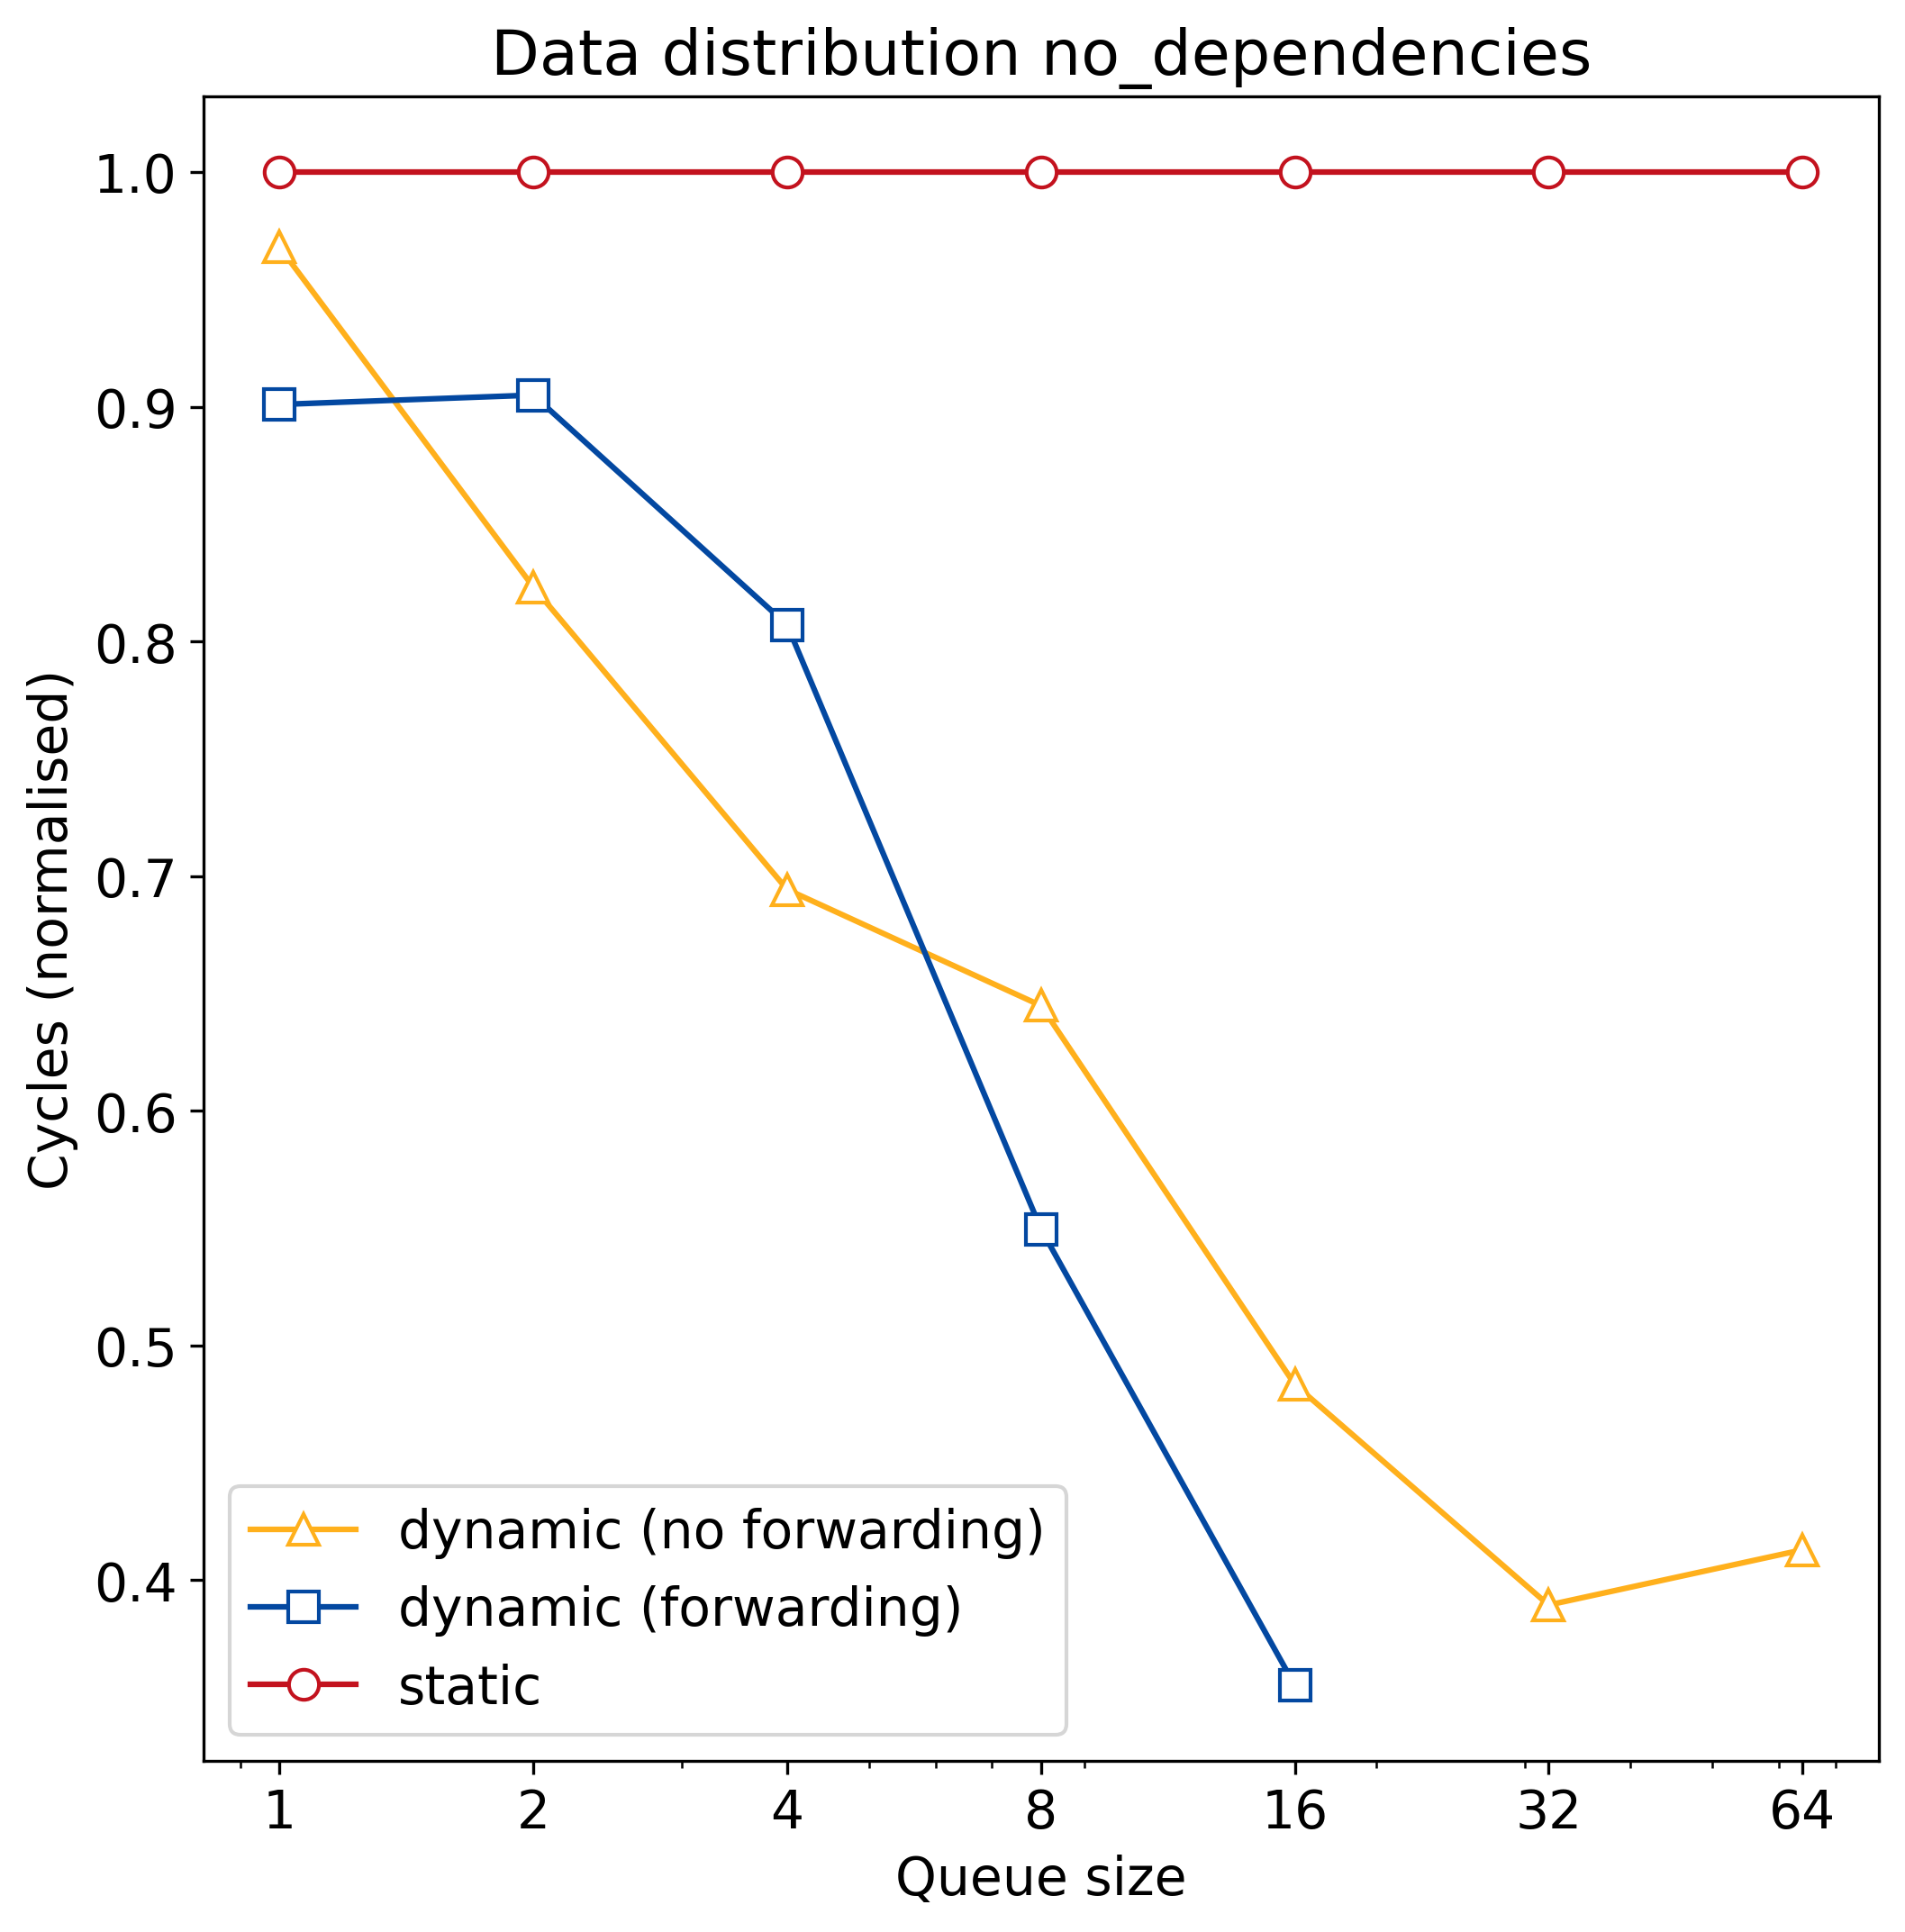 Data distribution no_dependencies
Cycles (normalised)
1.0
0.9
0.8
0.7
0.6
0.5
0.4
dynamic (no forwarding)
dynamic (forwarding)
static
1 2 4 8 16 32 64
Queue size